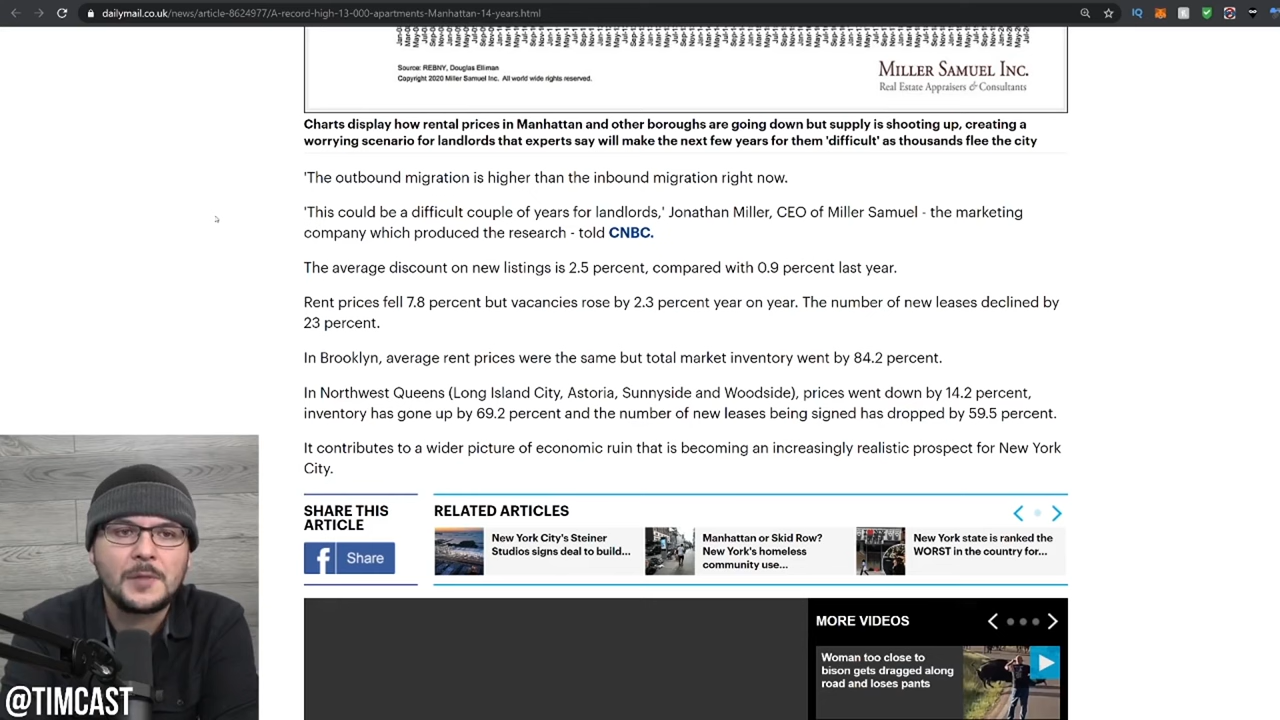 dailymail.co.uk/news/article-8624977/A-record-high-13-000-apartments-Manhattan-14-years.html
Source: REBNY, Douglas Elliman
Copyright 2020 Miller Samuel Inc. All world wide rights reserved.
MILLER SAMUEL INC.
Real Estate Appraisers & Consultants
Charts display how rental prices in Manhattan and other boroughs are going down but supply is shooting up, creating a
worrying scenario for landlords that experts say will make the next few years for them 'difficult' as thousands flee the city
'The outbound migration is higher than the inbound migration right now.
'This could be a difficult couple of years for landlords,' Jonathan Miller, CEO of Miller Samuel - the marketing
company which produced the research - told CNBC.
The average discount on new listings is 2.5 percent, compared with 0.9 percent last year.
Rent prices fell 7.8 percent but vacancies rose by 2.3 percent year on year. The number of new leases declined by
23 percent.
In Brooklyn, average rent prices were the same but total market inventory went by 84.2 percent.
In Northwest Queens (Long Island City, Astoria, Sunnyside and Woodside), prices went down by 14.2 percent,
inventory has gone up by 69.2 percent and the number of new leases being signed has dropped by 59.5 percent.
It contributes to a wider picture of economic ruin that is becoming an increasingly realistic prospect for New York
City.
SHARE THIS
ARTICLE
f Share
RELATED ARTICLES
New York City's Steiner
Studios signs deal to build...
Manhattan or Skid Row?
New York's homeless
community use...
New York state is ranked the
WORST in the country for...
MORE VIDEOS
Woman too close to
bison gets dragged along
road and loses pants
@TIMCAST